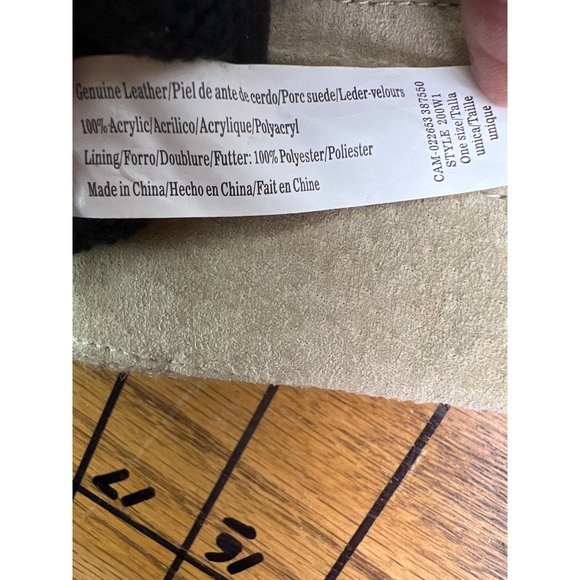 Genuine Leather/Piel de ante de cerdo/Porc suede/Leder-velours
100% Acrylic/Acrilico/Acrylique/Polyacryl
Lining/Forro/Doublure/Futter: 100% Polyester/Poliester
Made in China/Hecho en China/Fait en Chine
CAM-022653 387550
STYLE 200W1
One size/Talla
unica/Taille
unique
17
16